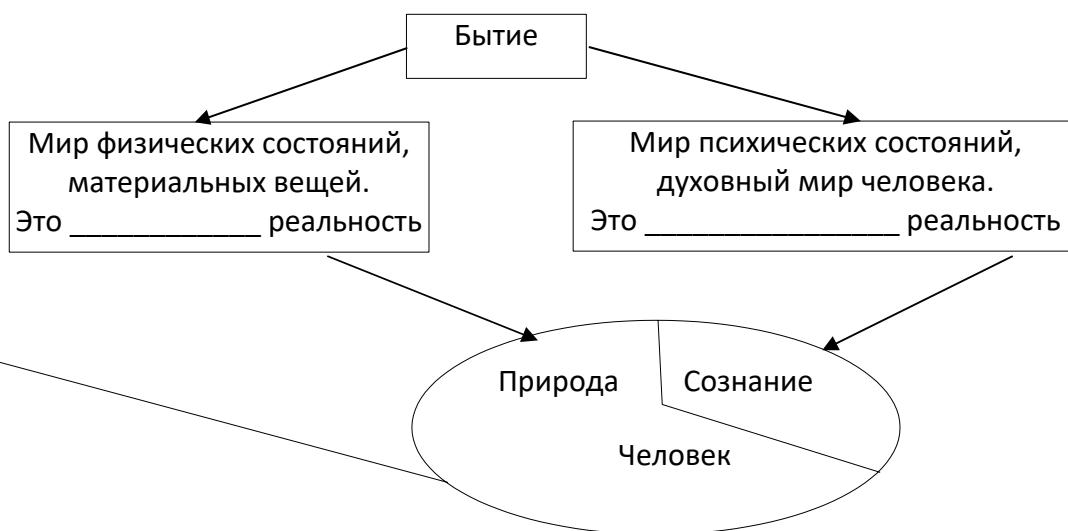 Бытие
Мир физических состояний,
материальных вещей.
Это ____________ реальность
Мир психических состояний,
духовный мир человека.
Это ________________ реальность
Природа
Сознание
Человек